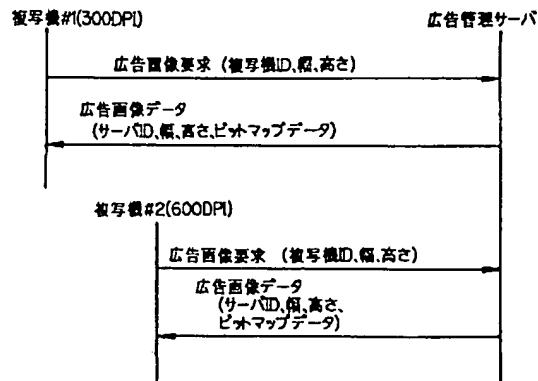 複写機#1(300DPI)
広告管理サーバ
広告画像要求 (複写機ID、幅、高さ)
広告画像データ
(サーバID、幅、高さ、ビットマップデータ)
複写機#2(600DPI)
広告画像要求 (複写機ID、幅、高さ)
広告画像データ
(サーバID、幅、高さ、
ビットマップデータ)